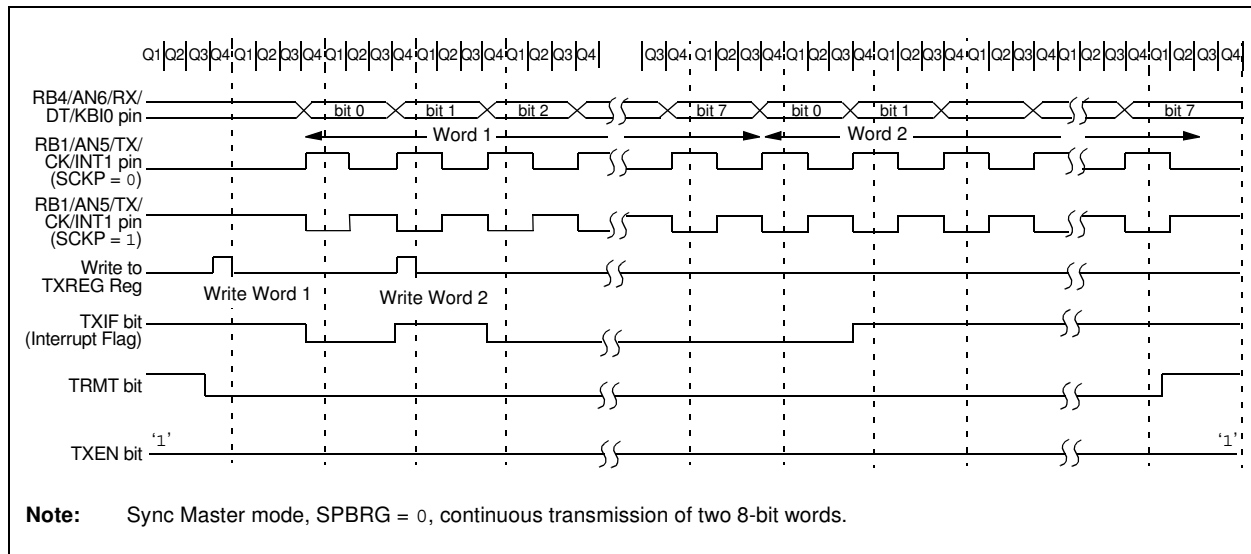 Q1 Q2 Q3 Q4 Q1 Q2 Q3 Q4 Q1 Q2 Q3 Q4 Q1 Q2 Q3 Q4 Q1 Q2 Q3 Q4 Q3 Q4 Q1 Q2 Q3 Q4 Q1 Q2 Q3 Q4 Q1 Q2 Q3 Q4 Q1 Q2 Q3 Q4 Q1 Q2 Q3 Q4 Q1 Q2 Q3 Q4
RB4/AN6/RX/
DT/KBI0 pin
bit 0 bit 1 bit 2 bit 7 bit 0 bit 1 bit 7
Word 1 Word 2
RB1/AN5/TX/
CK/INT1 pin
(SCKP = 0)
RB1/AN5/TX/
CK/INT1 pin
(SCKP = 1)
Write to
TXREG Reg
Write Word 1 Write Word 2
TXIF bit
(Interrupt Flag)
TRMT bit
‘1’ ‘1’
TXEN bit
Note: Sync Master mode, SPBRG = 0, continuous transmission of two 8-bit words.